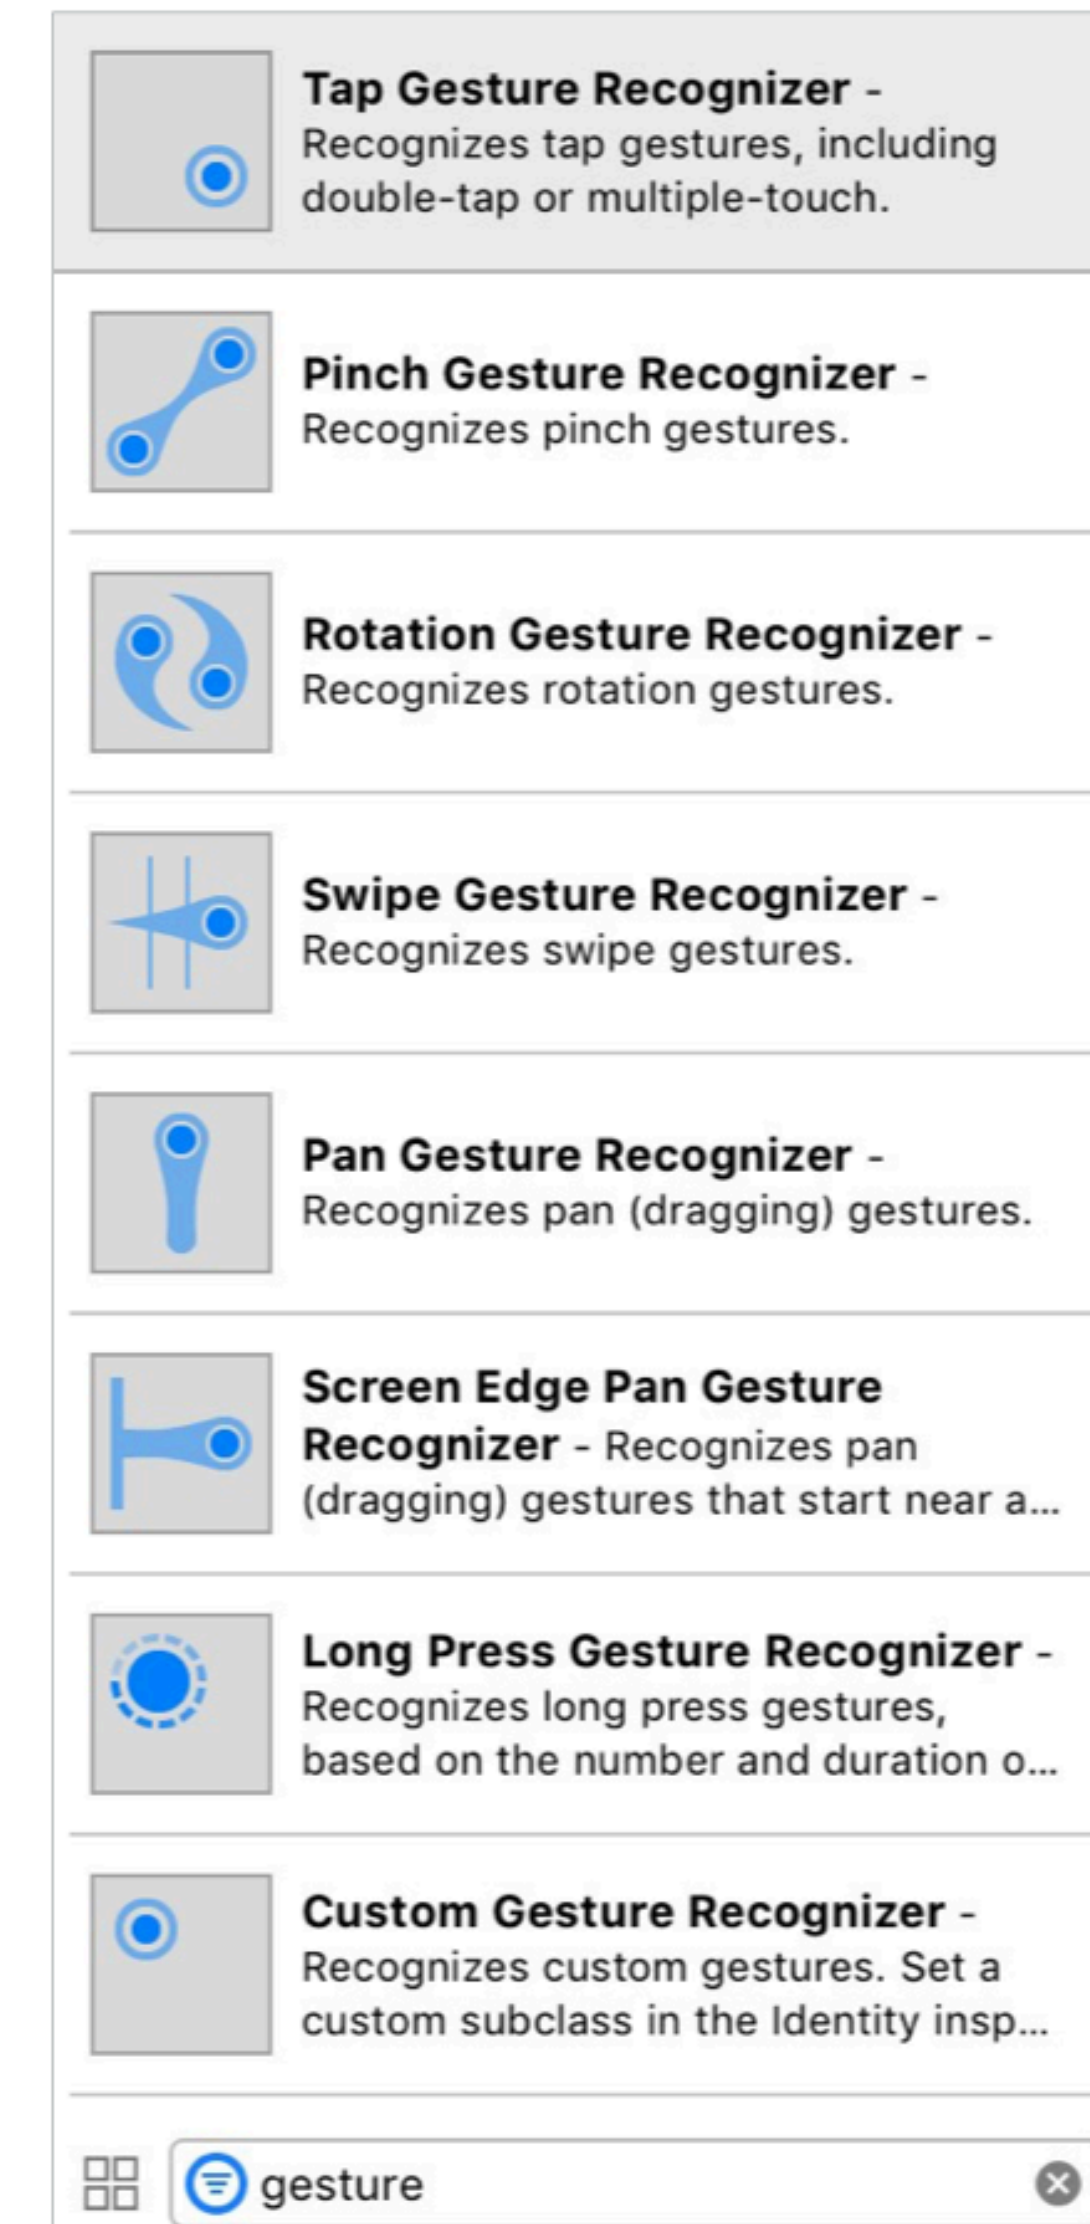 Tap Gesture Recognizer -
Recognizes tap gestures, including
double-tap or multiple-touch.
Pinch Gesture Recognizer -
Recognizes pinch gestures.
Rotation Gesture Recognizer -
Recognizes rotation gestures.
Swipe Gesture Recognizer -
Recognizes swipe gestures.
Pan Gesture Recognizer -
Recognizes pan (dragging) gestures.
Screen Edge Pan Gesture
Recognizer - Recognizes pan
(dragging) gestures that start near a...
Long Press Gesture Recognizer -
Recognizes long press gestures,
based on the number and duration o...
Custom Gesture Recognizer -
Recognizes custom gestures. Set a
custom subclass in the Identity insp...
gesture